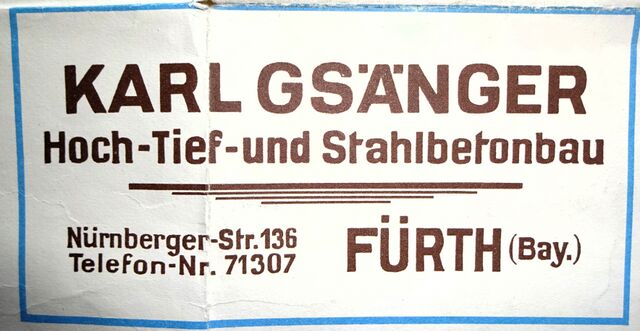 KARL GSÄNGER
Hoch-Tief-und Stahlbetonbau
Nürnberger-Str. 136
Telefon-Nr. 71307
FÜRTH (Bay.)